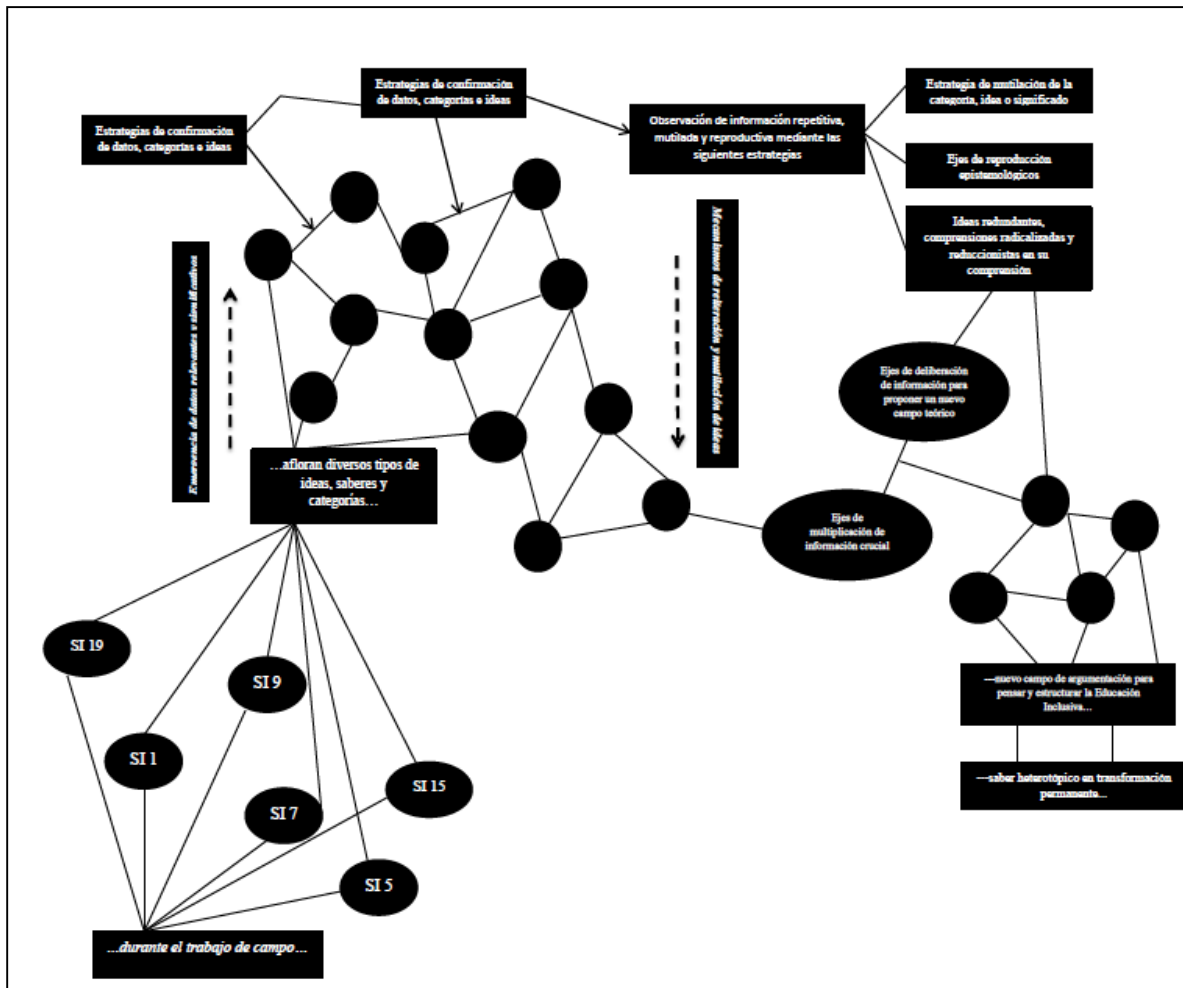 Estrategias de confirmación
de datos, categorías e ideas
Estrategias de confirmación
de datos, categorías e ideas
Observación de información repetitiva,
mutilada y reproductiva mediante las
siguientes estrategias
Estrategia de mutilación de la
categoría, idea o significado
Ejes de reproducción
epistemológicos
Ideas redundantes,
comprensiones radicalizadas y
reduccionistas en su
comprensión
Emergencia de datos relevantes y significativos
Mecanismos de reiteración y mutilación de ideas
Ejes de deliberación
de información para
proponer un nuevo
campo teórico
…afloran diversos tipos de
ideas, saberes y
categorías…
Ejes de
multiplicación de
información crucial
SI 19
SI 9
SI 1
SI 7
SI 15
SI 5
---nuevo campo de argumentación para
pensar y estructurar la Educación
Inclusiva...
---saber heterotópico en transformación
permanente...
…durante el trabajo de campo…